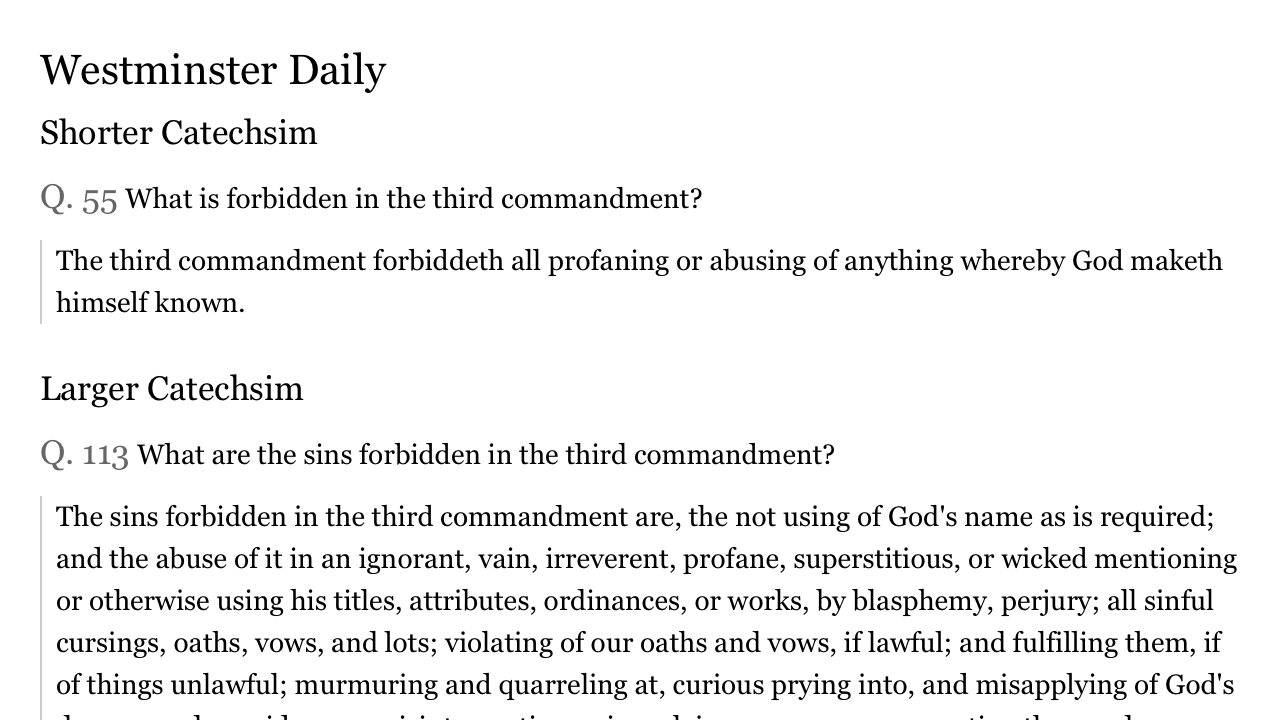 Westminster Daily
Shorter Catechsim
Q. 55 What is forbidden in the third commandment?
The third commandment forbiddeth all profaning or abusing of anything whereby God maketh
himself known.
Larger Catechsim
Q. 113 What are the sins forbidden in the third commandment?
The sins forbidden in the third commandment are, the not using of God's name as is required;
and the abuse of it in an ignorant, vain, irreverent, profane, superstitious, or wicked mentioning
or otherwise using his titles, attributes, ordinances, or works, by blasphemy, perjury; all sinful
cursings, oaths, vows, and lots; violating of our oaths and vows, if lawful; and fulfilling them, if
of things unlawful; murmuring and quarreling at, curious prying into, and misapplying of God's